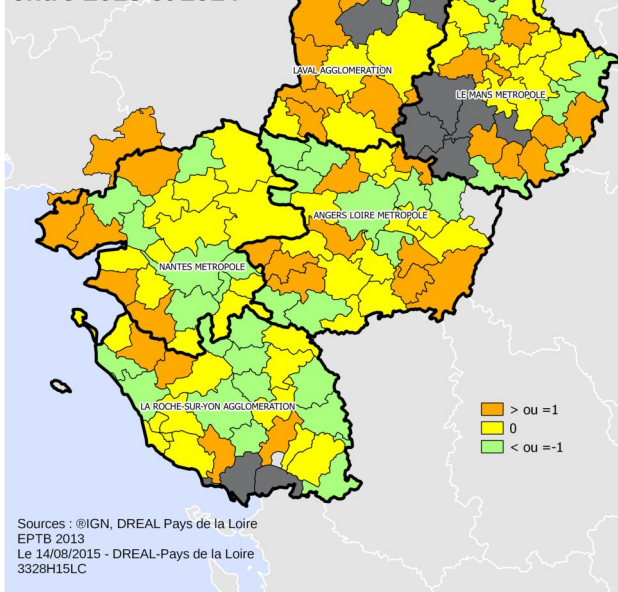 LAVAL AGGLOMERATION
LE MANS METROPOLE
ANGERS LOIRE METROPOLE
NANTES METROPOLE
LA ROCHE-SUR-YON AGGLOMERATION
> ou =1
0
< ou =-1
Sources : ®IGN, DREAL Pays de la Loire
EPTB 2013
Le 14/08/2015 - DREAL-Pays de la Loire
3328H15LC